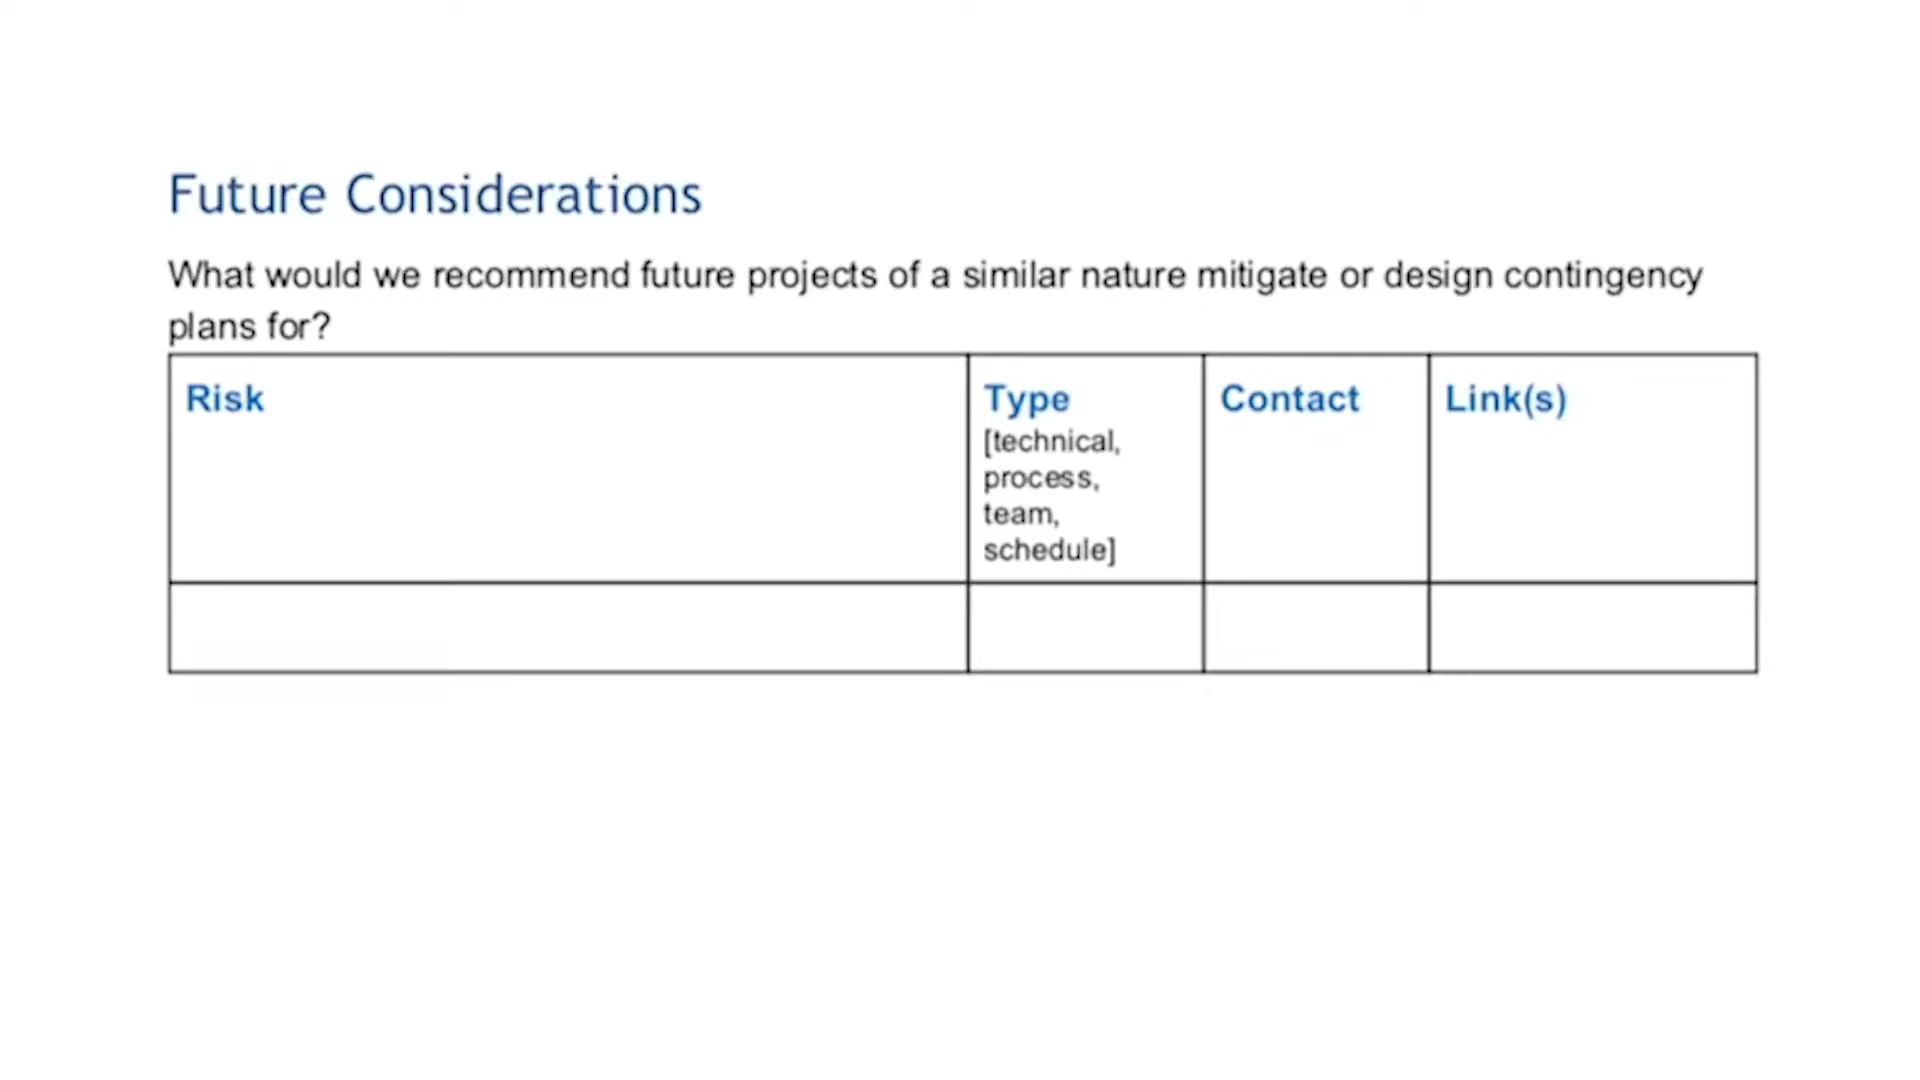 Future Considerations
What would we recommend future projects of a similar nature mitigate or design contingency
plans for?
Risk
Type
[technical,
process,
team,
schedule]
Contact
Link(s)